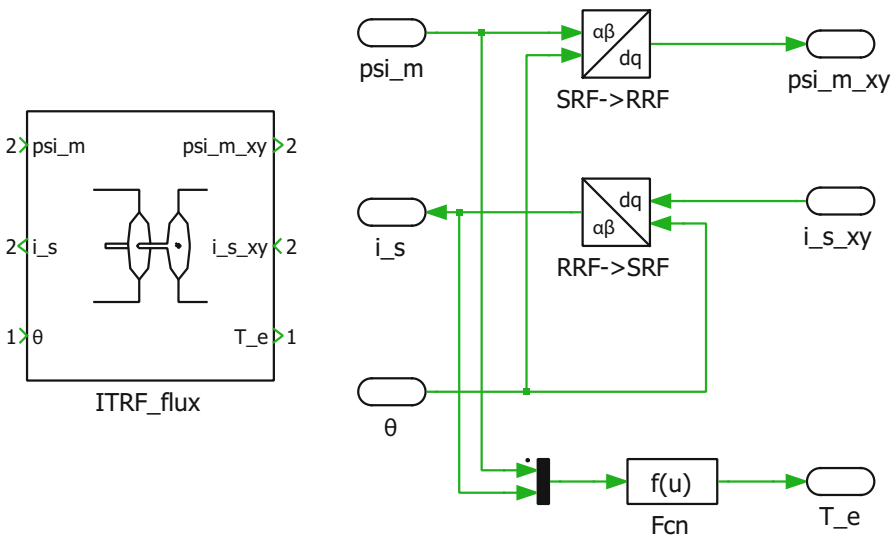 2 psi_m psi_m_xy 2
2 i_s i_s_xy 2
1 θ T_e 1
ITRF_flux
psi_m
αβ
dq
SRF->RRF
psi_m_xy
i_s
dq
αβ
RRF->SRF
i_s_xy
θ
f(u)
Fcn
T_e